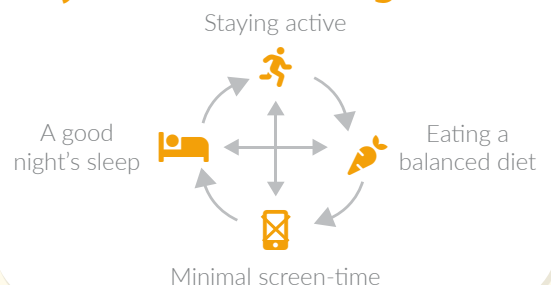 Staying active
A good
night's sleep
Eating a
balanced diet
Minimal screen-time